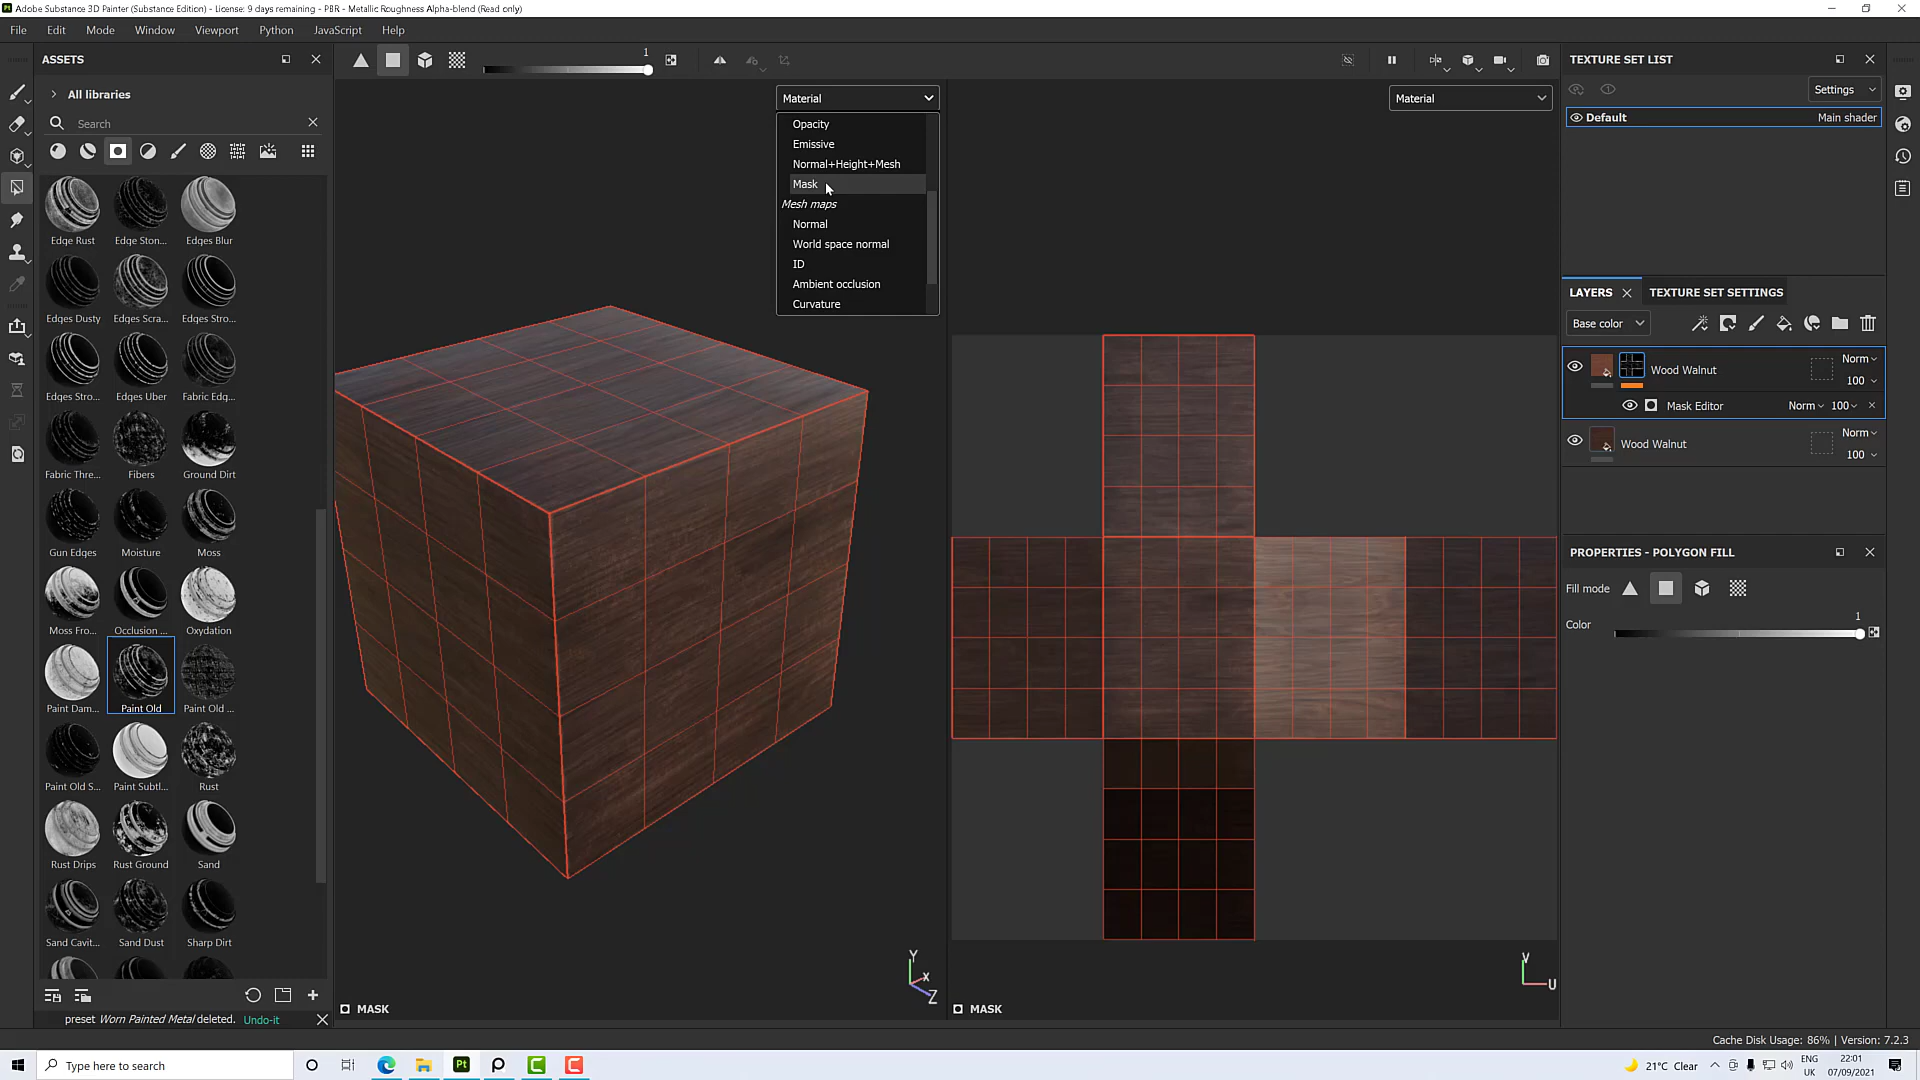 Adobe Substance 3D Painter (Substance Edition) - License: 9 days remaining - PBR - Metallic Roughness Alpha-blend (Read only)
File Edit Mode Window Viewport Python JavaScript Help
ASSETS
All libraries
Search
Edge Rust Edge Ston... Edges Blur
Edges Dusty Edges Scra... Edges Stro...
Edges Stro... Edges Uber Fabric Edg...
Fabric Thre... Fibers Ground Dirt
Gun Edges Moisture Moss
Moss Fro... Occlusion ... Oxydation
Paint Dam... Paint Old Paint Old ...
Paint Old S... Paint Subtl... Rust
Rust Drips Rust Ground Sand
Sand Cavit... Sand Dust Sharp Dirt
preset Worn Painted Metal deleted. Undo-it
1
Material
Opacity
Emissive
Normal+Height+Mesh
Mask
Mesh maps
Normal
World space normal
ID
Ambient occlusion
Curvature
Y
X
Z
MASK
Material
V
U
MASK
TEXTURE SET LIST
Settings
Default Main shader
LAYERS TEXTURE SET SETTINGS
Base color
Wood Walnut Norm
100
Mask Editor Norm 100
Wood Walnut Norm
100
PROPERTIES - POLYGON FILL
Fill mode
Color 1
Cache Disk Usage: 86% | Version: 7.2.3
Type here to search
Pt
21°C Clear
ENG
UK
22:01
07/09/2021